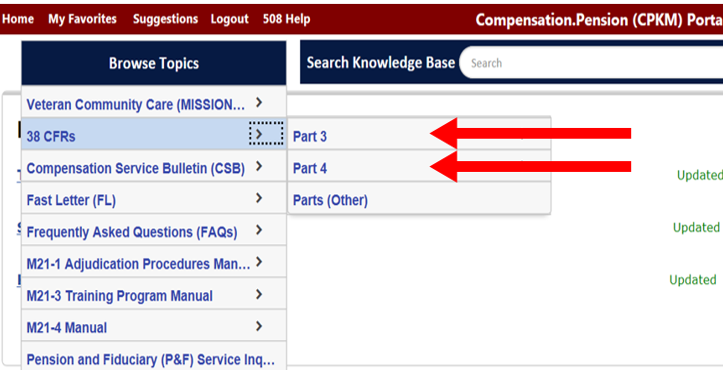 Home My Favorites Suggestions Logout 508 Help Compensation.Pension (CPKM) Porta
Browse Topics Search Knowledge Base Search
Veteran Community Care (MISSION...
38 CFRs Part 3
Compensation Service Bulletin (CSB) Part 4
Updated
Fast Letter (FL) Parts (Other)
Frequently Asked Questions (FAQs) Updated
M21-1 Adjudication Procedures Man...
Updated
M21-3 Training Program Manual
M21-4 Manual
Pension and Fiduciary (P&F) Service Inq...